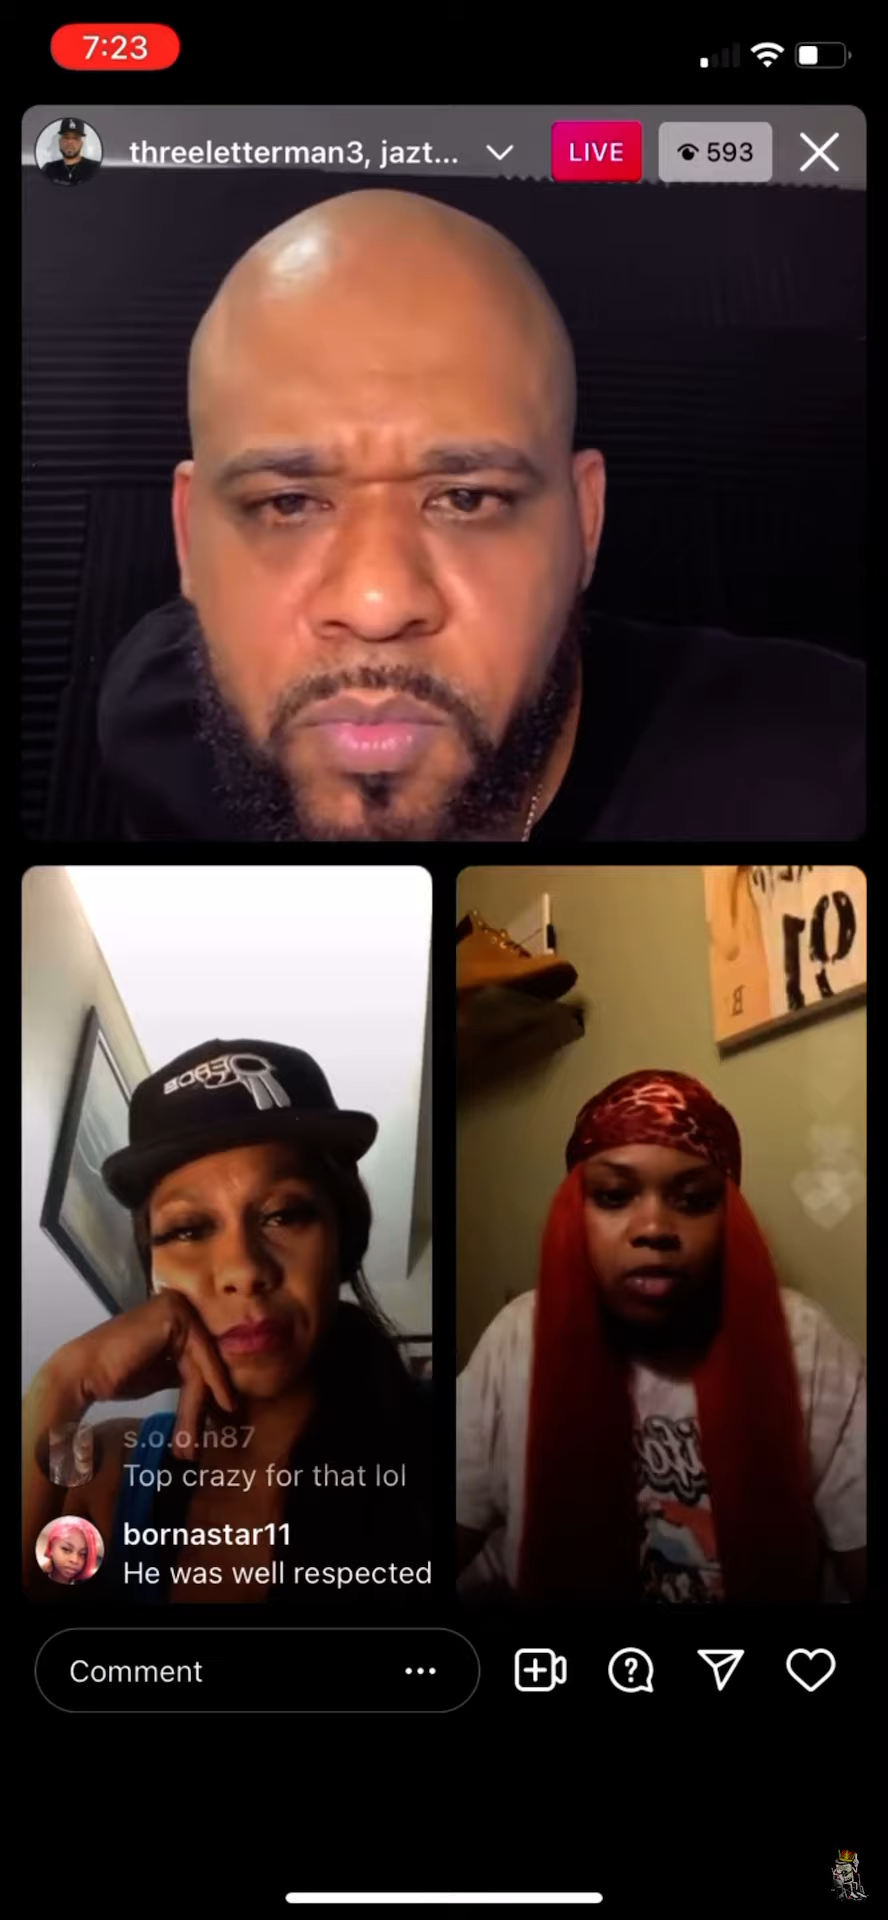 7:23
threeletterman3, jazt...
LIVE
593
s.o.o.n87
Top crazy for that lol
bornastar11
He was well respected
Comment